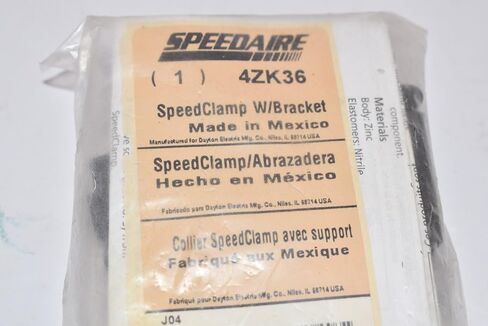 SPEEDAIRE
( 1 ) 4ZK36
SpeedClamp W/Bracket
Made in Mexico
Manufactured for Dayton Electric Mfg. Co., Niles, IL 60714 USA
SpeedClamp/Abrazadera
Hecho en México
Fabricado para Dayton Electric Mfg. Co., Niles, IL 60714 USA
Collier SpeedClamp avec support
Fabriqué aux Mexique
Fabriqué pour Dayton Electric Mfg. Co., Niles, IL 60714 USA
J04
component.
Materials
Body: Zinc
Elastomers: Nitrile
SpeedClamp